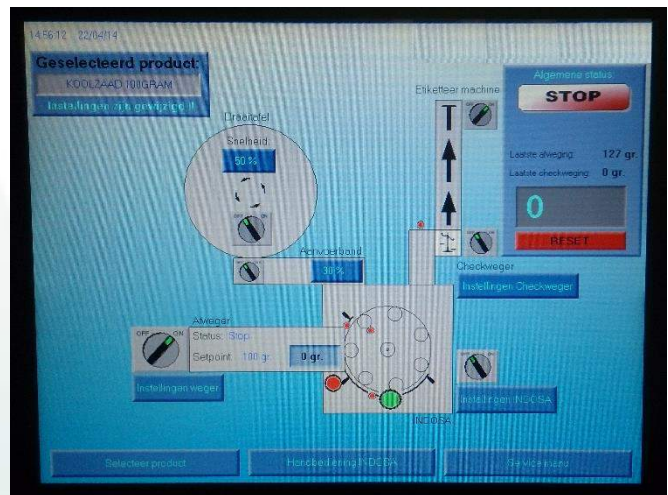 14:56:12 22/04/14
Geselecteerd product:
KOOLZAAD 100GRAM
Instellingen zijn gewijzigd !!
Algemene status:
STOP
Laatste afweging: 127 gr.
Laatste checkweging: 0 gr.
0
RESET
Etiketteer machine
Draaitafel
Snelheid:
50 %
OFF ON
Aanvoerband
30 %
Checkweger
Instellingen Checkweger
Afweger
OFF ON
Status: Stop
Setpoint: 100 gr. 0 gr.
Instellingen weger
Instellingen INDOSA
INDOSA
Selecteer product
Handbediening INDOSA
Service menu